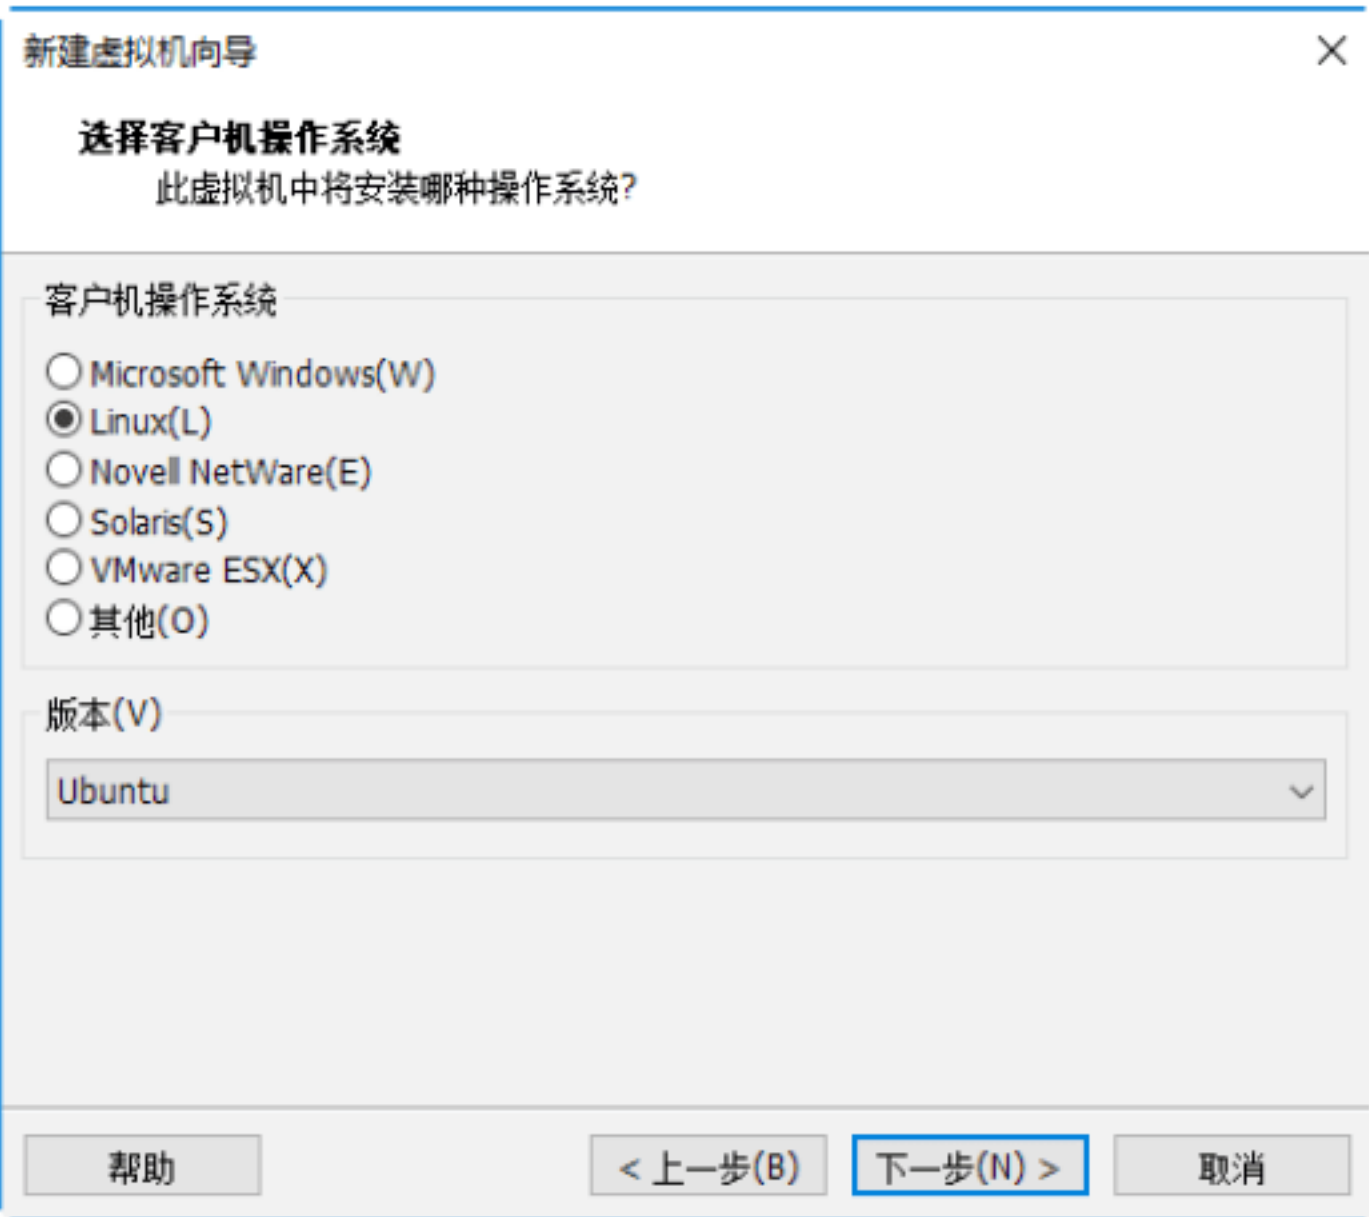 新建虚拟机向导
选择客户机操作系统
此虚拟机中将安装哪种操作系统?
客户机操作系统
Microsoft Windows(W)
Linux(L)
Novell NetWare(E)
Solaris(S)
VMware ESX(X)
其他(O)
版本(V)
Ubuntu
帮助
< 上一步(B)
下一步(N) >
取消